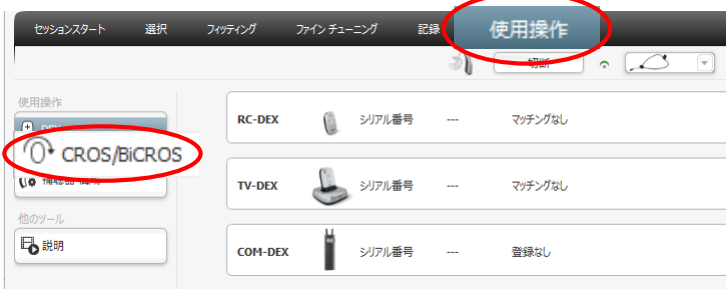 セッションスタート 選択 フィッティング ファイン チューニング 記録 使用操作
切断
使用操作
CROS/BiCROS
他のツール
説明
RC-DEX シリアル番号 --- マッチングなし
TV-DEX シリアル番号 --- マッチングなし
COM-DEX シリアル番号 --- 登録なし